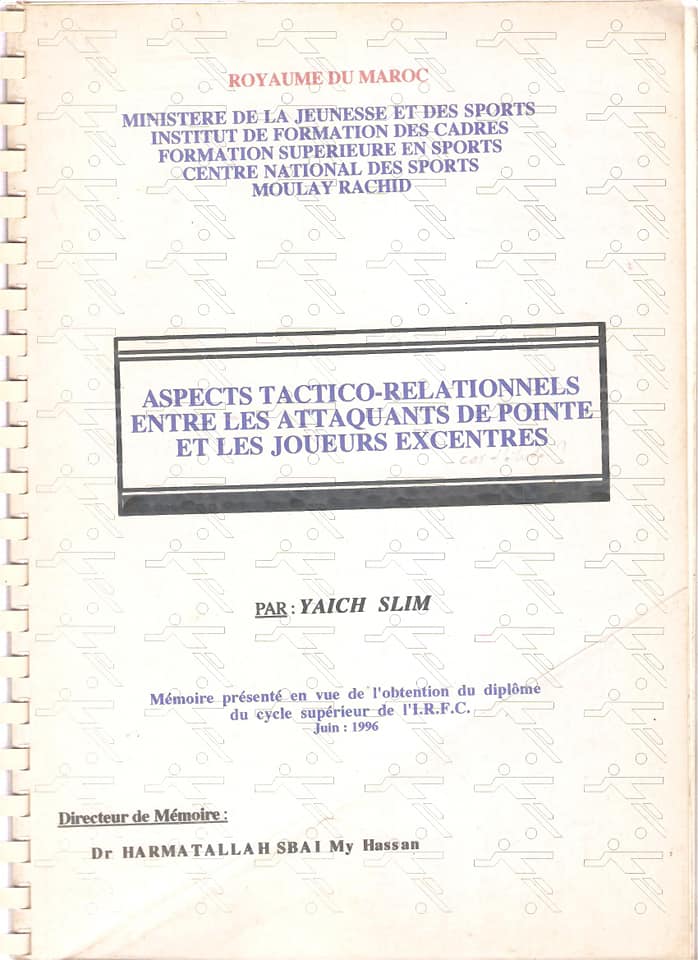 ROYAUME DU MAROC
MINISTERE DE LA JEUNESSE ET DES SPORTS
INSTITUT DE FORMATION DES CADRES
FORMATION SUPERIEURE EN SPORTS
CENTRE NATIONAL DES SPORTS
MOULAY RACHID
ASPECTS TACTICO-RELATIONNELS
ENTRE LES ATTAQUANTS DE POINTE
ET LES JOUEURS EXCENTRES
PAR : YAICH SLIM
Mémoire présenté en vue de l'obtention du diplôme
du cycle supérieur de l'I.R.F.C.
Juin : 1996
Directeur de Mémoire :
Dr HARMATALLAH SBAI My Hassan